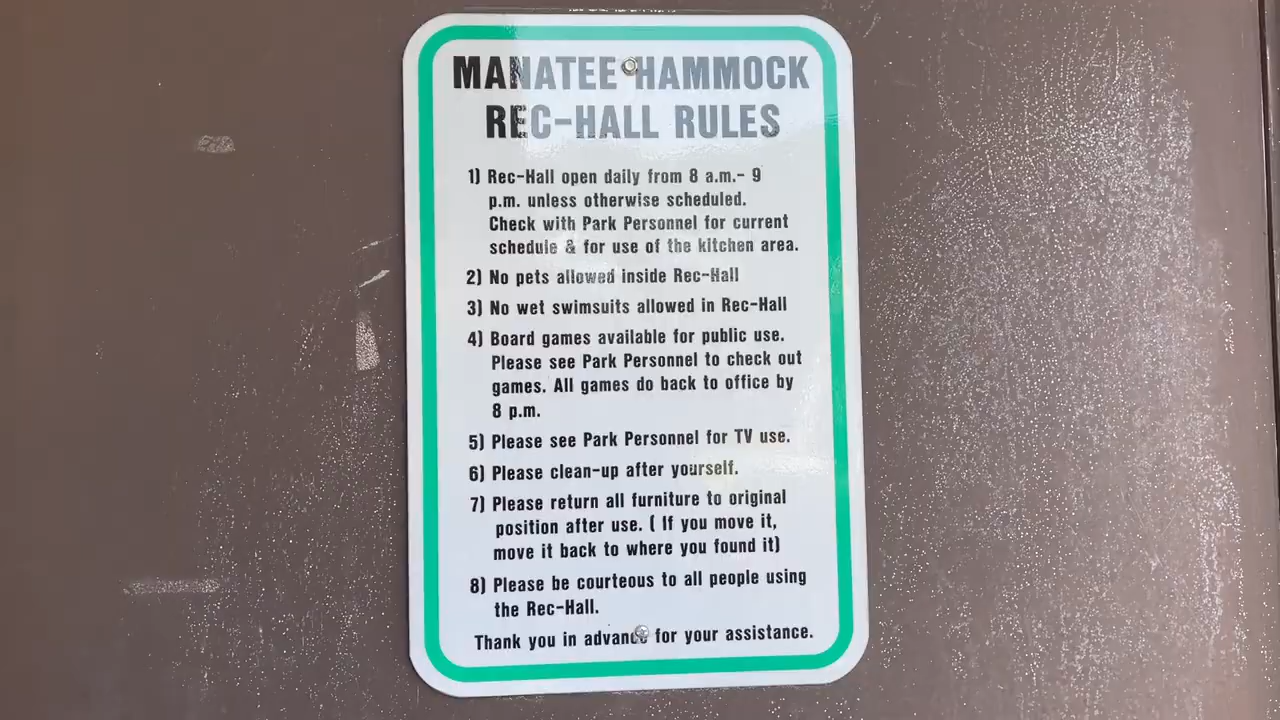 MANATEE HAMMOCK
REC-HALL RULES
1) Rec-Hall open daily from 8 a.m.- 9
p.m. unless otherwise scheduled.
Check with Park Personnel for current
schedule & for use of the kitchen area.
2) No pets allowed inside Rec-Hall
3) No wet swimsuits allowed in Rec-Hall
4) Board games available for public use.
Please see Park Personnel to check out
games. All games do back to office by
8 p.m.
5) Please see Park Personnel for TV use.
6) Please clean-up after yourself.
7) Please return all furniture to original
position after use. ( If you move it,
move it back to where you found it)
8) Please be courteous to all people using
the Rec-Hall.
Thank you in advance for your assistance.